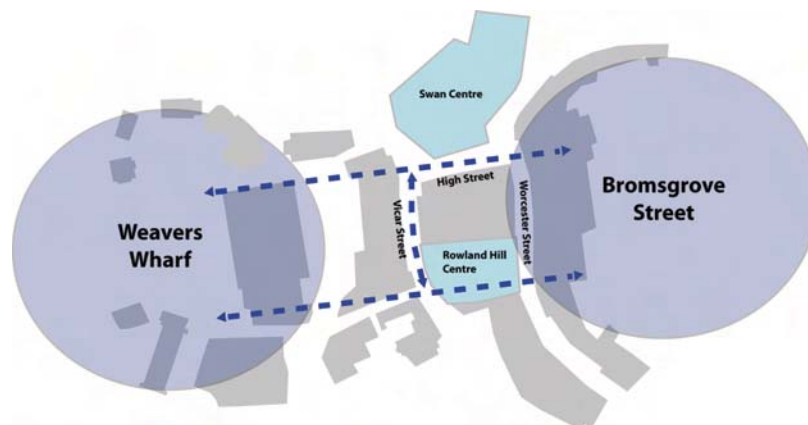 Swan Centre
High Street
Vicar Street
Worcester Street
Weavers
Wharf
Bromsgrove
Street
Rowland Hill
Centre